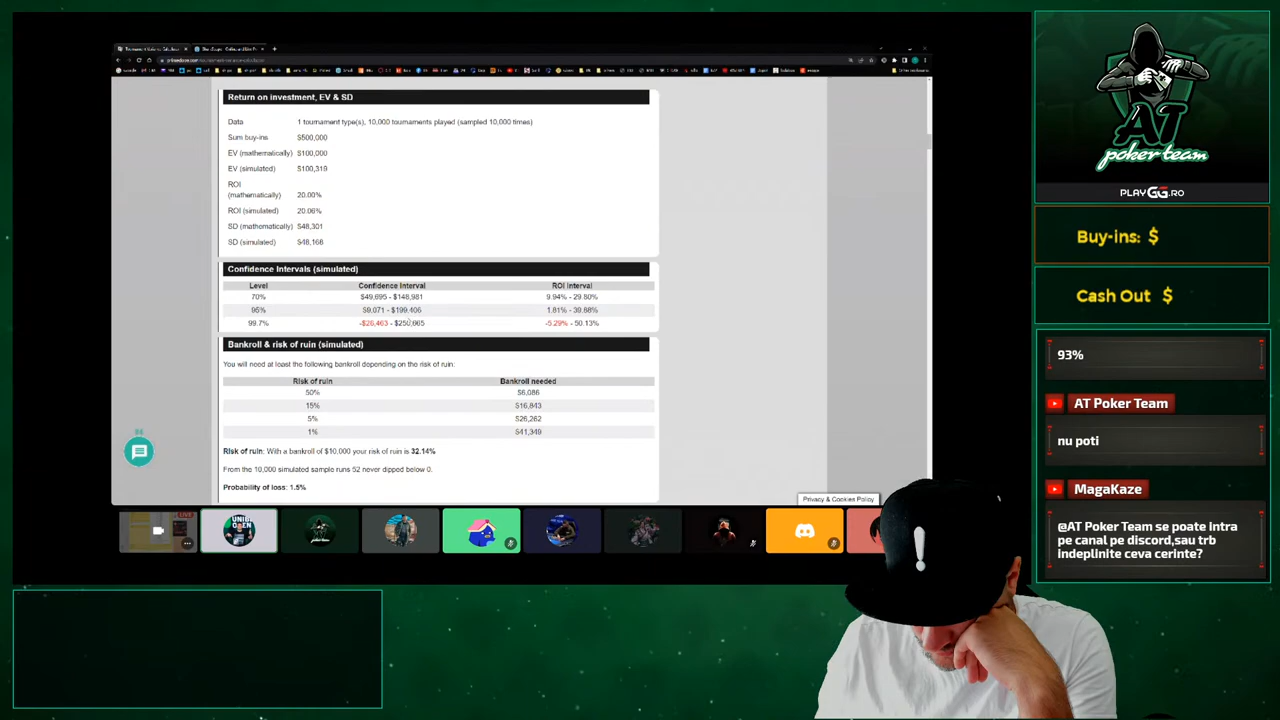 Return on investment, EV & SD
Data 1 tournament type(s), 10,000 tournaments played (sampled 10,000 times)
Sum buy-ins $500,000
EV (mathematically) $100,000
EV (simulated) $100,319
ROI
(mathematically) 20.00%
ROI (simulated) 20.06%
SD (mathematically) $48,301
SD (simulated) $48,168
Confidence Intervals (simulated)
Level Confidence Interval ROI Interval
70% $49,695 - $148,981 9.94% - 29.80%
95% $9,071 - $199,406 1.81% - 39.88%
99.7% -$26,463 - $250,665 -5.29% - 50.13%
Bankroll & risk of ruin (simulated)
You will need at least the following bankroll depending on the risk of ruin:
Risk of ruin Bankroll needed
50% $6,086
15% $16,843
5% $26,262
1% $41,349
Risk of ruin: With a bankroll of $10,000 your risk of ruin is 32.14%
From the 10,000 simulated sample runs 52 never dipped below 0.
Probability of loss: 1.5%
Privacy & Cookies Policy
LIVE
UNIBET
OPEN
AT
poker team
PLAY GG.RO
Buy-ins: $
Cash Out $
93%
AT Poker Team
nu poti
MagaKaze
@AT Poker Team se poate intra
pe canal pe discord,sau trb
indeplinite ceva cerinte?